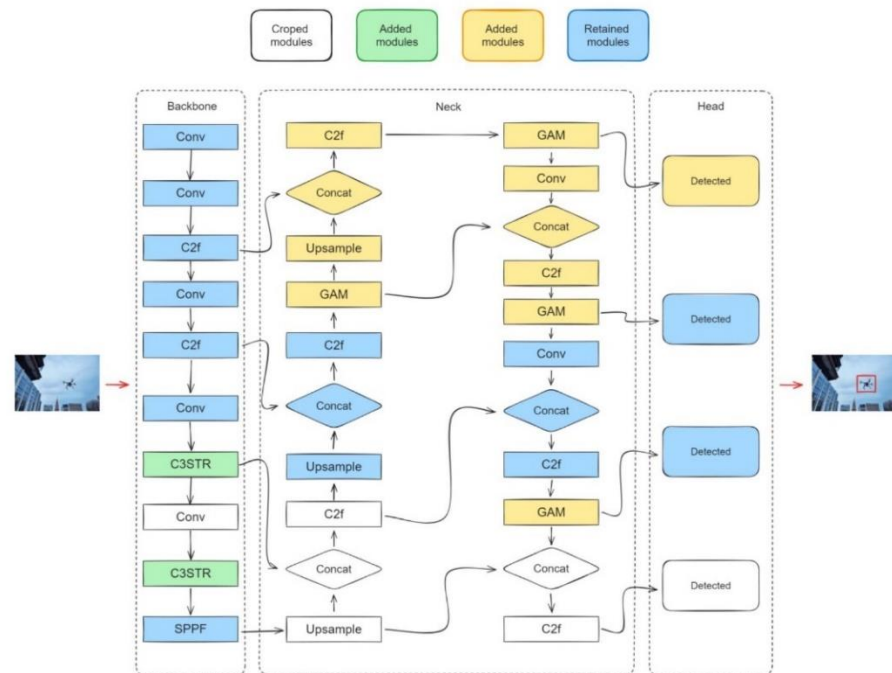 Croped
modules
Added
modules
Added
modules
Retained
modules
Backbone
Conv
Conv
C2f
Conv
C2f
Conv
C3STR
Conv
C3STR
SPPF
Neck
C2f
Concat
Upsample
GAM
C2f
Concat
Upsample
C2f
Concat
Upsample
GAM
Conv
Concat
C2f
GAM
Conv
Concat
C2f
GAM
Concat
C2f
Head
Detected
Detected
Detected
Detected